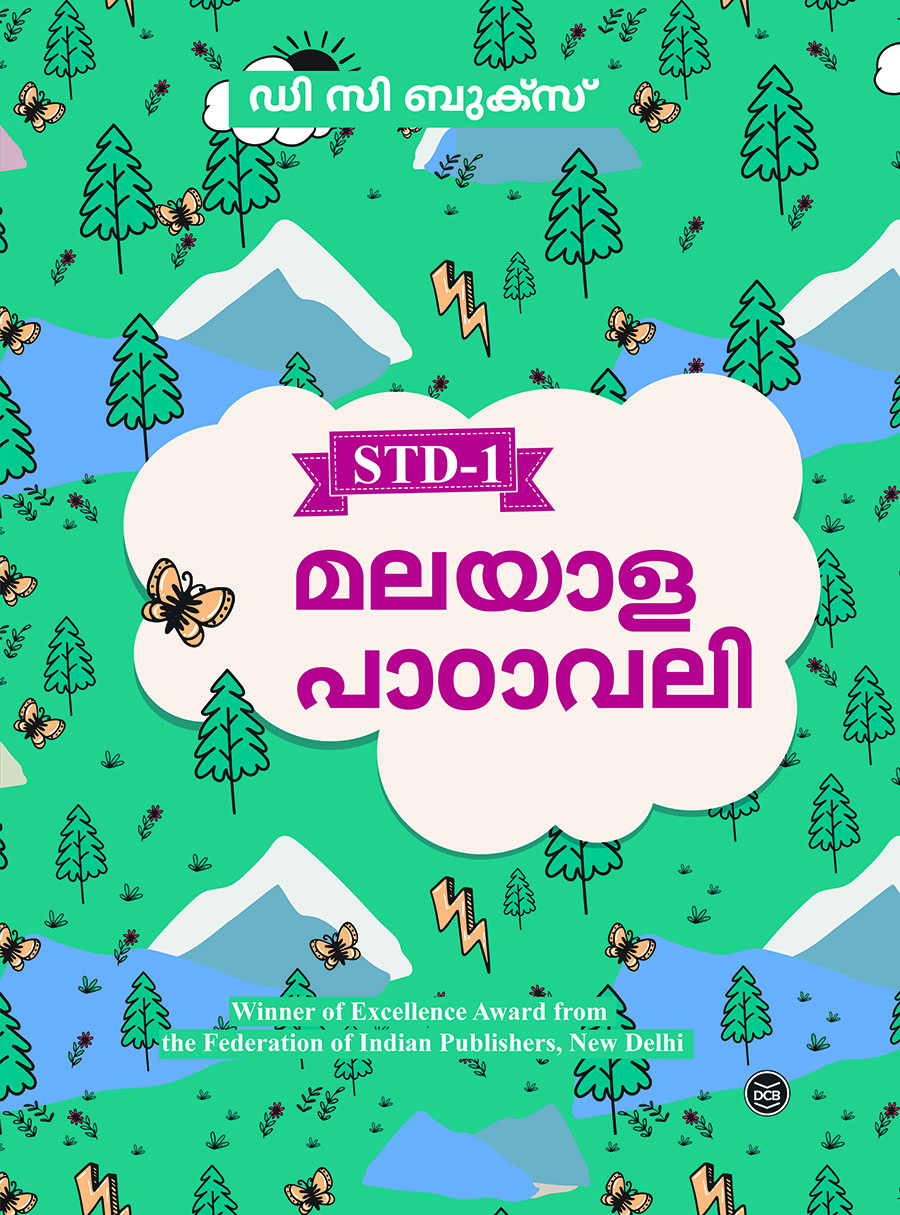 ഡി സി ബുക്സ്
STD-1
മലയാള
പാഠാവലി
Winner of Excellence Award from
the Federation of Indian Publishers, New Delhi
DCB